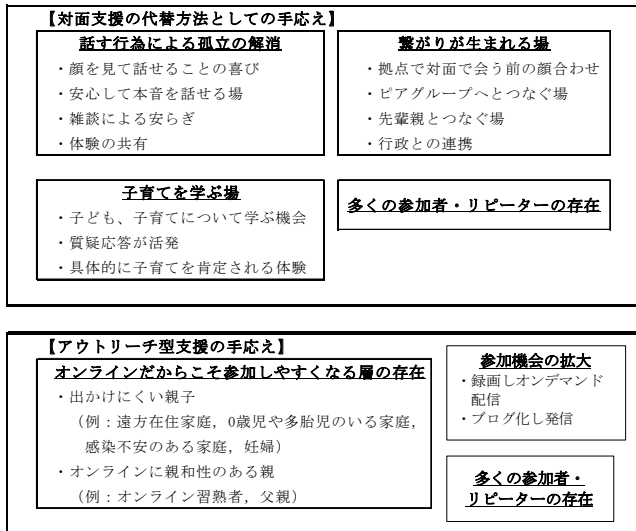 【対面支援の代替方法としての手応え】
話す行為による孤立の解消
・顔を見て話せることの喜び
・安心して本音を話せる場
・雑談による安らぎ
・体験の共有
繋がりが生まれる場
・拠点で対面で会う前の顔合わせ
・ピアグループへとつなぐ場
・先輩親とつなぐ場
・行政との連携
子育てを学ぶ場
・子ども、子育てについて学ぶ機会
・質疑応答が活発
・具体的に子育てを肯定される体験
多くの参加者・リピーターの存在
【アウトリーチ型支援の手応え】
オンラインだからこそ参加しやすくなる層の存在
・出かけにくい親子
（例：遠方在住家庭，0歳児や多胎児のいる家庭，
感染不安のある家庭，妊婦）
・オンラインに親和性のある親
（例：オンライン習熟者，父親）
参加機会の拡大
・録画しオンデマンド
配信
・ブログ化し発信
多くの参加者・
リピーターの存在